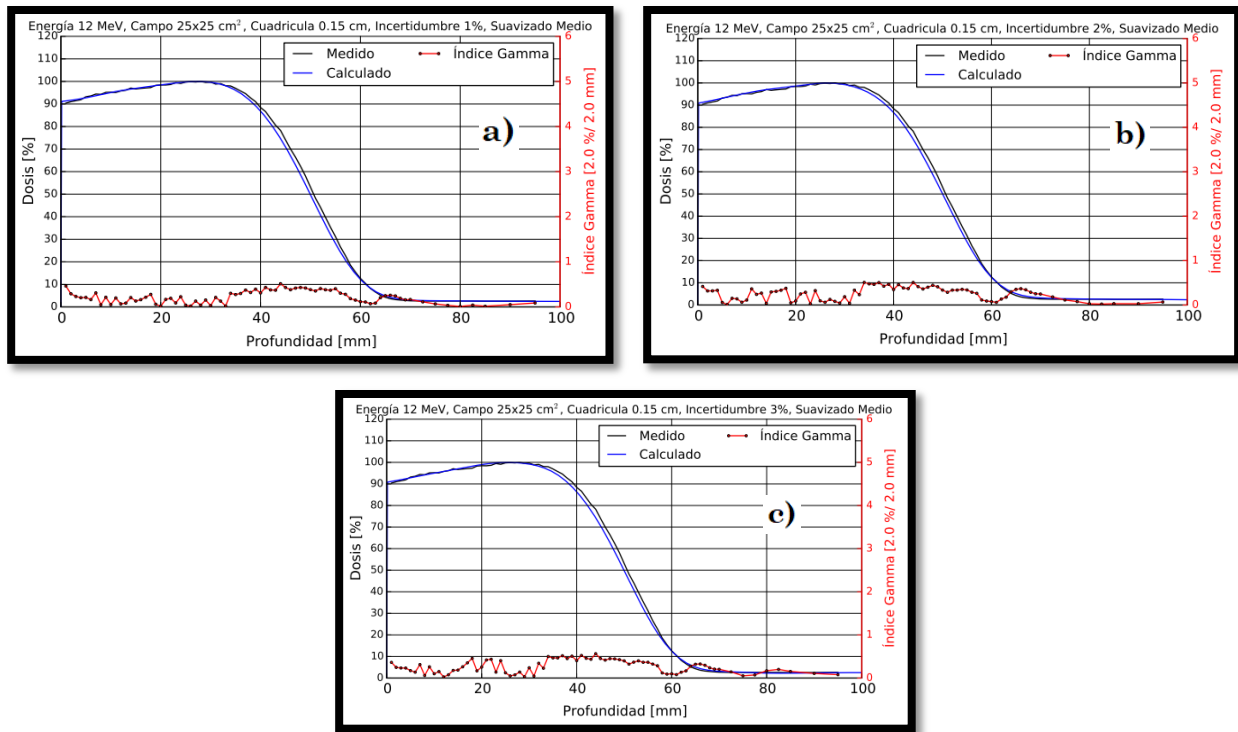 Energía 12 MeV, Campo 25x25 cm², Cuadricula 0.15 cm, Incertidumbre 1%, Suavizado Medio
120
110
100
90
80
70
60
50
40
30
20
10
0
Dosis [%]
Medido
Calculado
Índice Gamma
a)
6
5
4
3
2
1
0
Índice Gamma [2.0 %/ 2.0 mm]
0 20 40 60 80 100
Profundidad [mm]
Energía 12 MeV, Campo 25x25 cm², Cuadricula 0.15 cm, Incertidumbre 2%, Suavizado Medio
120
110
100
90
80
70
60
50
40
30
20
10
0
Dosis [%]
Medido
Calculado
Índice Gamma
b)
6
5
4
3
2
1
0
Índice Gamma [2.0 %/ 2.0 mm]
0 20 40 60 80 100
Profundidad [mm]
Energía 12 MeV, Campo 25x25 cm², Cuadricula 0.15 cm, Incertidumbre 3%, Suavizado Medio
120
110
100
90
80
70
60
50
40
30
20
10
0
Dosis [%]
Medido
Calculado
Índice Gamma
c)
6
5
4
3
2
1
0
Índice Gamma [2.0 %/ 2.0 mm]
0 20 40 60 80 100
Profundidad [mm]